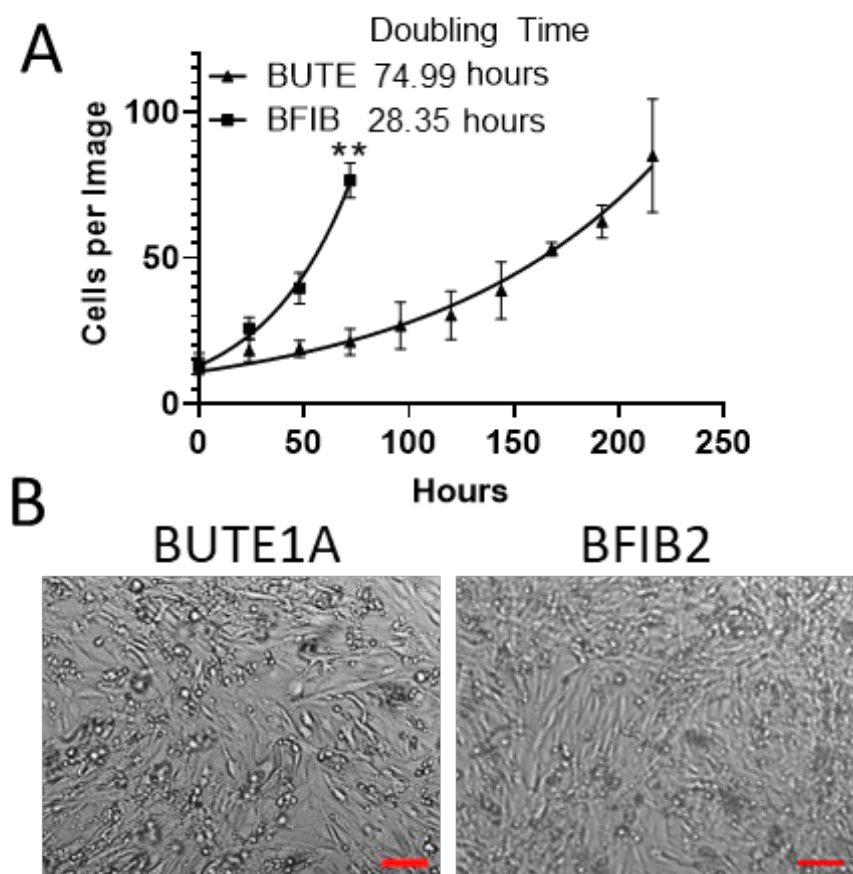 A
Doubling Time
BUTE 74.99 hours
BFIB 28.35 hours
**
100
50
0
Cells per Image
0 50 100 150 200 250
Hours
B
BUTE1A BFIB2